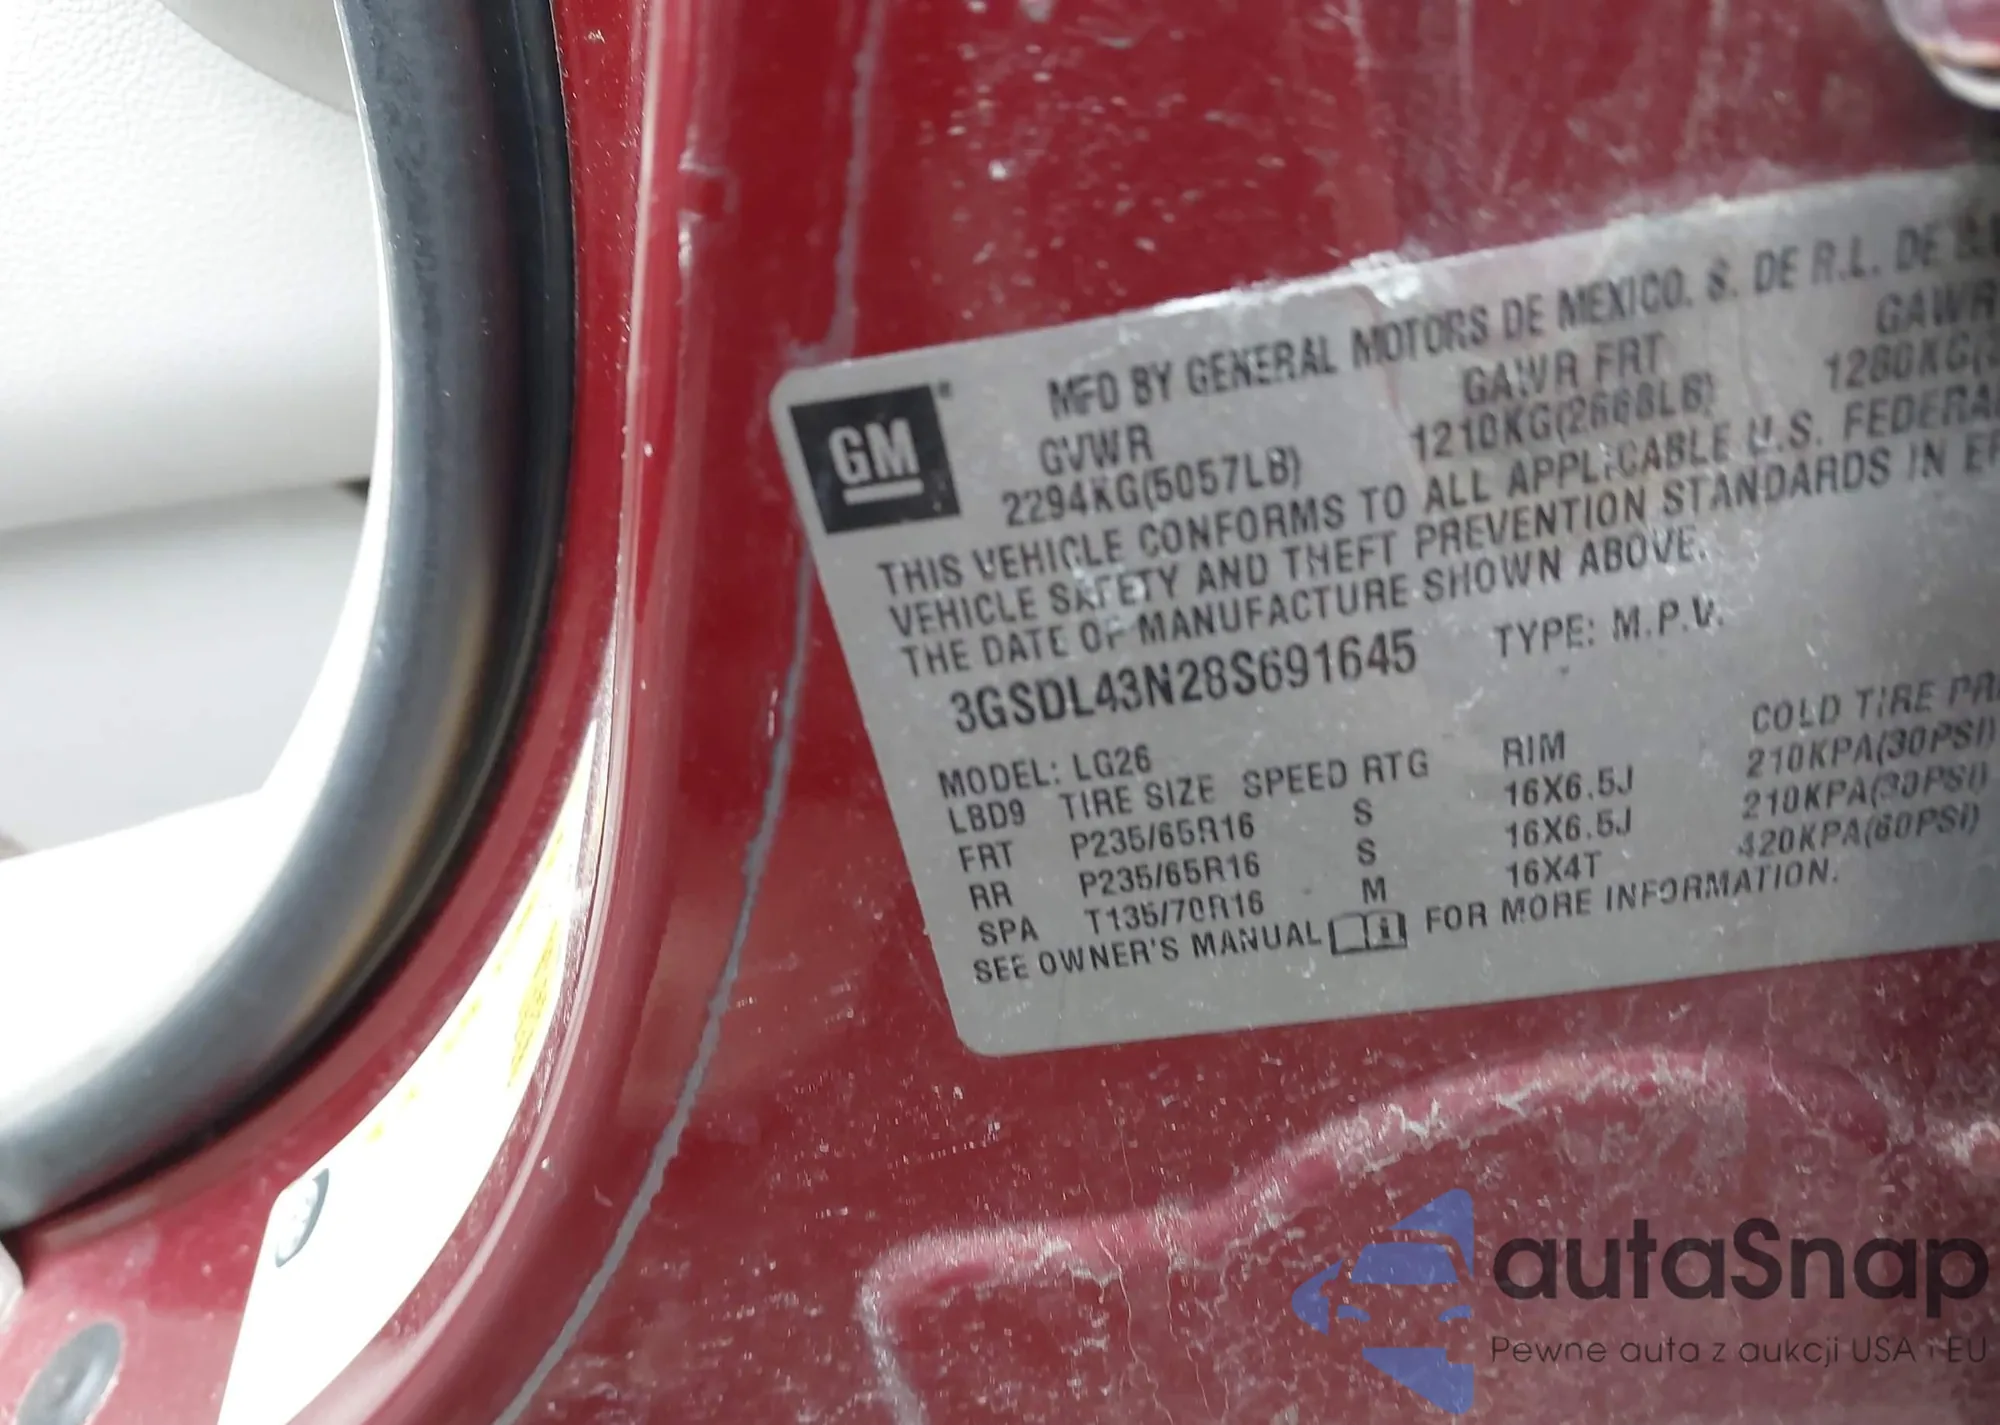 MFD BY GENERAL MOTORS DE MEXICO. S. DE R.L. DE
GM®
GVWR GAWR FRT GAWR
2294KG(5057LB) 1210KG(2668LB) 1280KG(
THIS VEHICLE CONFORMS TO ALL APPLICABLE U.S. FEDERA
VEHICLE SAFETY AND THEFT PREVENTION STANDARDS IN
THE DATE OF MANUFACTURE SHOWN ABOVE.
3GSDL43N28S691645 TYPE: M.P.V.
MODEL: LG26 RIM COLD TIRE PR
LBD9 TIRE SIZE SPEED RTG
FRT P235/65R16 S 16X6.5J 210KPA(30PSI)
RR P235/65R16 S 16X6.5J 210KPA(30PSI)
SPA T135/70R16 M 16X4T 420KPA(60PSI)
SEE OWNER'S MANUAL FOR MORE INFORMATION.
autaSnap
Pewne auta z aukcji USA i EU